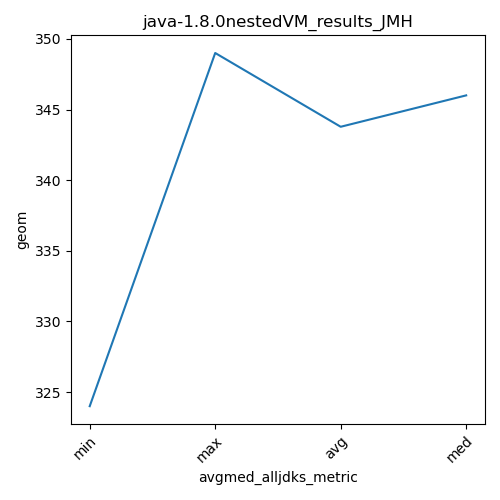 java-1.8.0nestedVM_results_JMH
350
345
340
335
330
325
geom
min
max
avg
med
avgmed_alljdks_metric